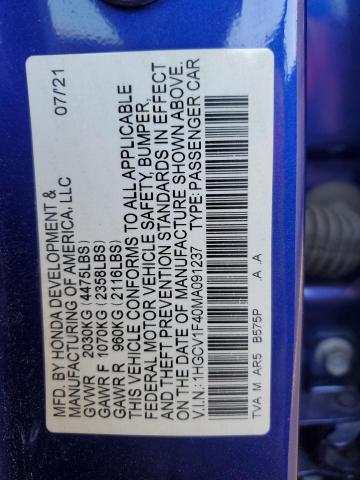 MFD. BY HONDA DEVELOPMENT & 07/21
MANUFACTURING OF AMERICA, LLC
GVWR 2030KG (4475LBS)
GAWR F 1070KG (2358LBS)
GAWR R 960KG (2116LBS)
THIS VEHICLE CONFORMS TO ALL APPLICABLE
FEDERAL MOTOR VEHICLE SAFETY, BUMPER,
AND THEFT PREVENTION STANDARDS IN EFFECT
ON THE DATE OF MANUFACTURE SHOWN ABOVE.
V.I.N.: 1HGCV1F40MA091237 TYPE: PASSENGER CAR
TVA M AR5 B575P A A